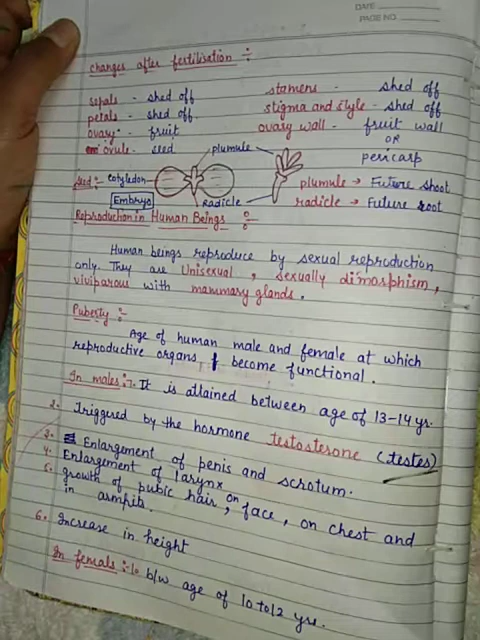 DATE
PAGE NO.
Changes after fertilisation :-
sepals - shed off
petals - shed off
ovary - fruit
ovule - seed
stamens - shed off
stigma and style - shed off
ovary wall - fruit wall
OR
pericarp
plumule
Seed :- cotyledon
Embryo
Radicle
plumule → Future shoot
radicle → Future root
Reproduction in Human Beings :-
Human beings reproduce by sexual reproduction
only. They are Unisexual, sexually dimorphism,
viviparous with mammary glands.
Puberty :-
Age of human male and female at which
reproductive organs become functional.
In males :- 1. It is attained between age of 13-14 yr.
2. Triggered by the hormone testosterone (testes)
3. Enlargement of penis and scrotum.
4. Enlargement of larynx
5. growth of pubic hair, on face, on chest and
in armpits.
6. Increase in height
In femals :- 1. b/w age of 10 to 12 yrs.